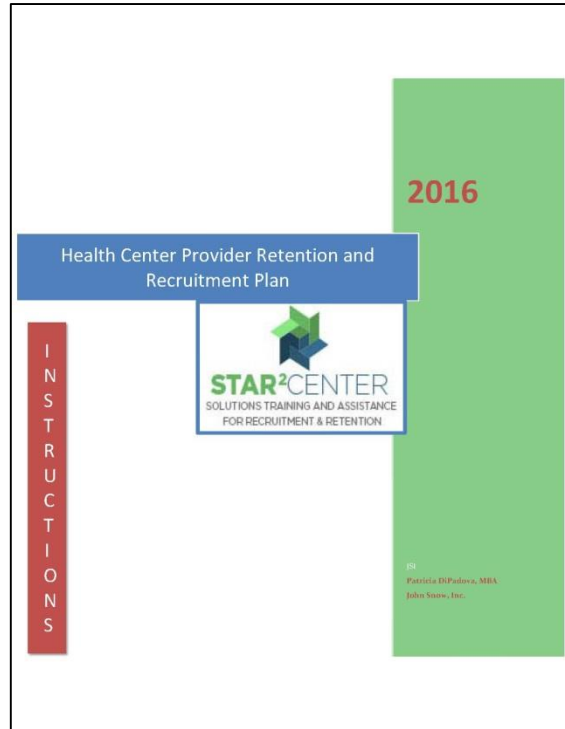 2016
Health Center Provider Retention and
Recruitment Plan
STAR²CENTER
SOLUTIONS TRAINING AND ASSISTANCE
FOR RECRUITMENT & RETENTION
INSTRUCTIONS
JSI
Patricia DiPadova, MBA
John Snow, Inc.